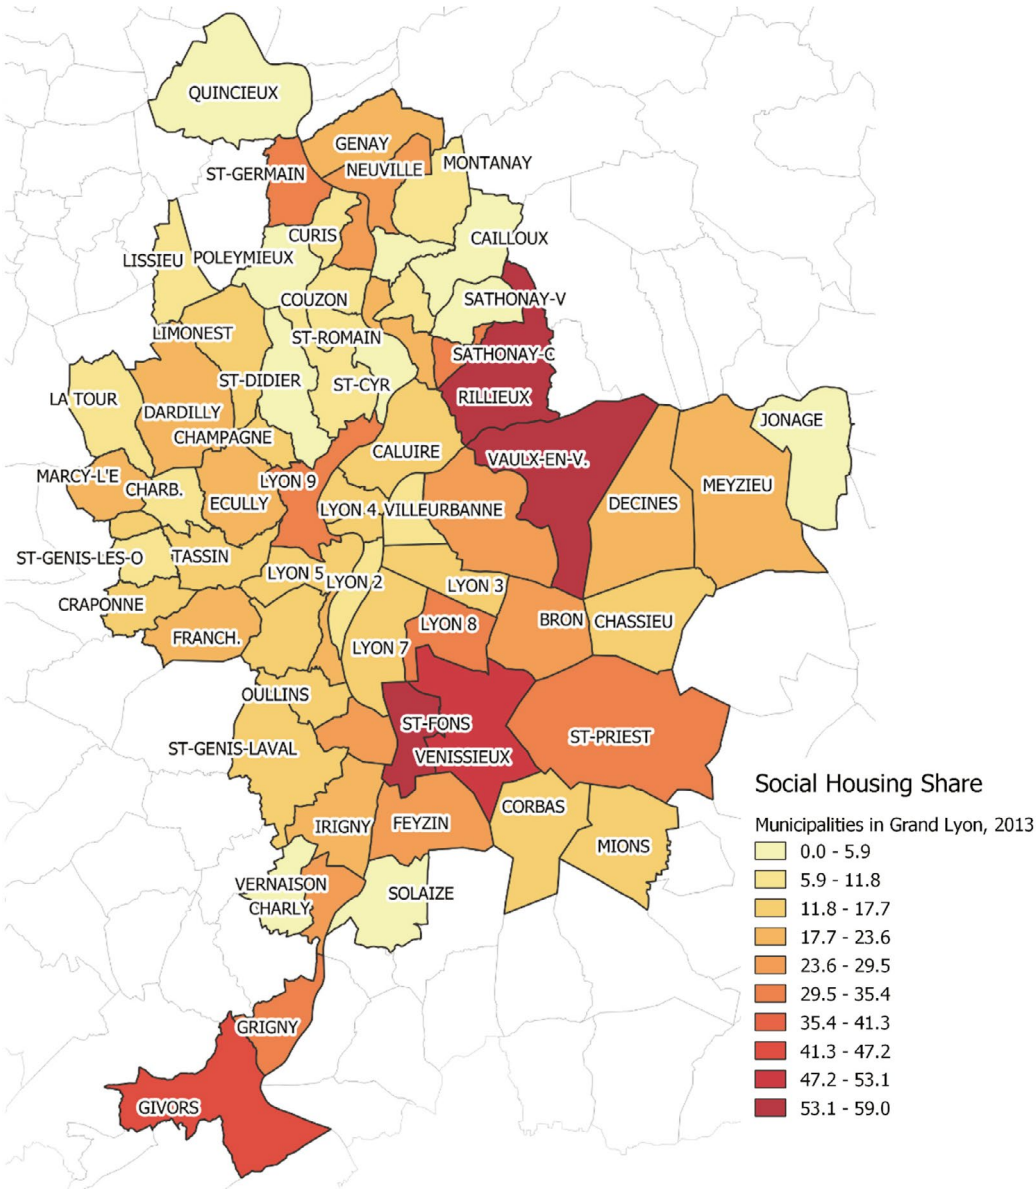 QUINCIEUX
GENAY
ST-GERMAIN
NEUVILLE
MONTANAY
CURIS
CAILLOUX
LISSIEU
POLEYMIEUX
COUZON
SATHONAY-V
LIMONEST
ST-ROMAIN
SATHONAY-C
ST-DIDIER
ST-CYR
LA TOUR
DARDILLY
RILLIEUX
JONAGE
CHAMPAGNE
CALUIRE
VAULX-EN-V.
MARCY-L'E
CHARB.
ECULLY
LYON 9
MEYZIEU
LYON 4
VILLEURBANNE
DECINES
ST-GENIS-LES-O
TASSIN
LYON 5
LYON 2
LYON 3
CRAPONNE
FRANCH.
LYON 7
LYON 8
BRON
CHASSIEU
OULLINS
ST-FONS
ST-PRIEST
ST-GENIS-LAVAL
VENISSIEUX
IRIGNY
FEYZIN
CORBAS
MIONS
VERNAISON
CHARLY
SOLAIZE
GRIGNY
GIVORS
Social Housing Share
Municipalities in Grand Lyon, 2013
0.0 - 5.9
5.9 - 11.8
11.8 - 17.7
17.7 - 23.6
23.6 - 29.5
29.5 - 35.4
35.4 - 41.3
41.3 - 47.2
47.2 - 53.1
53.1 - 59.0